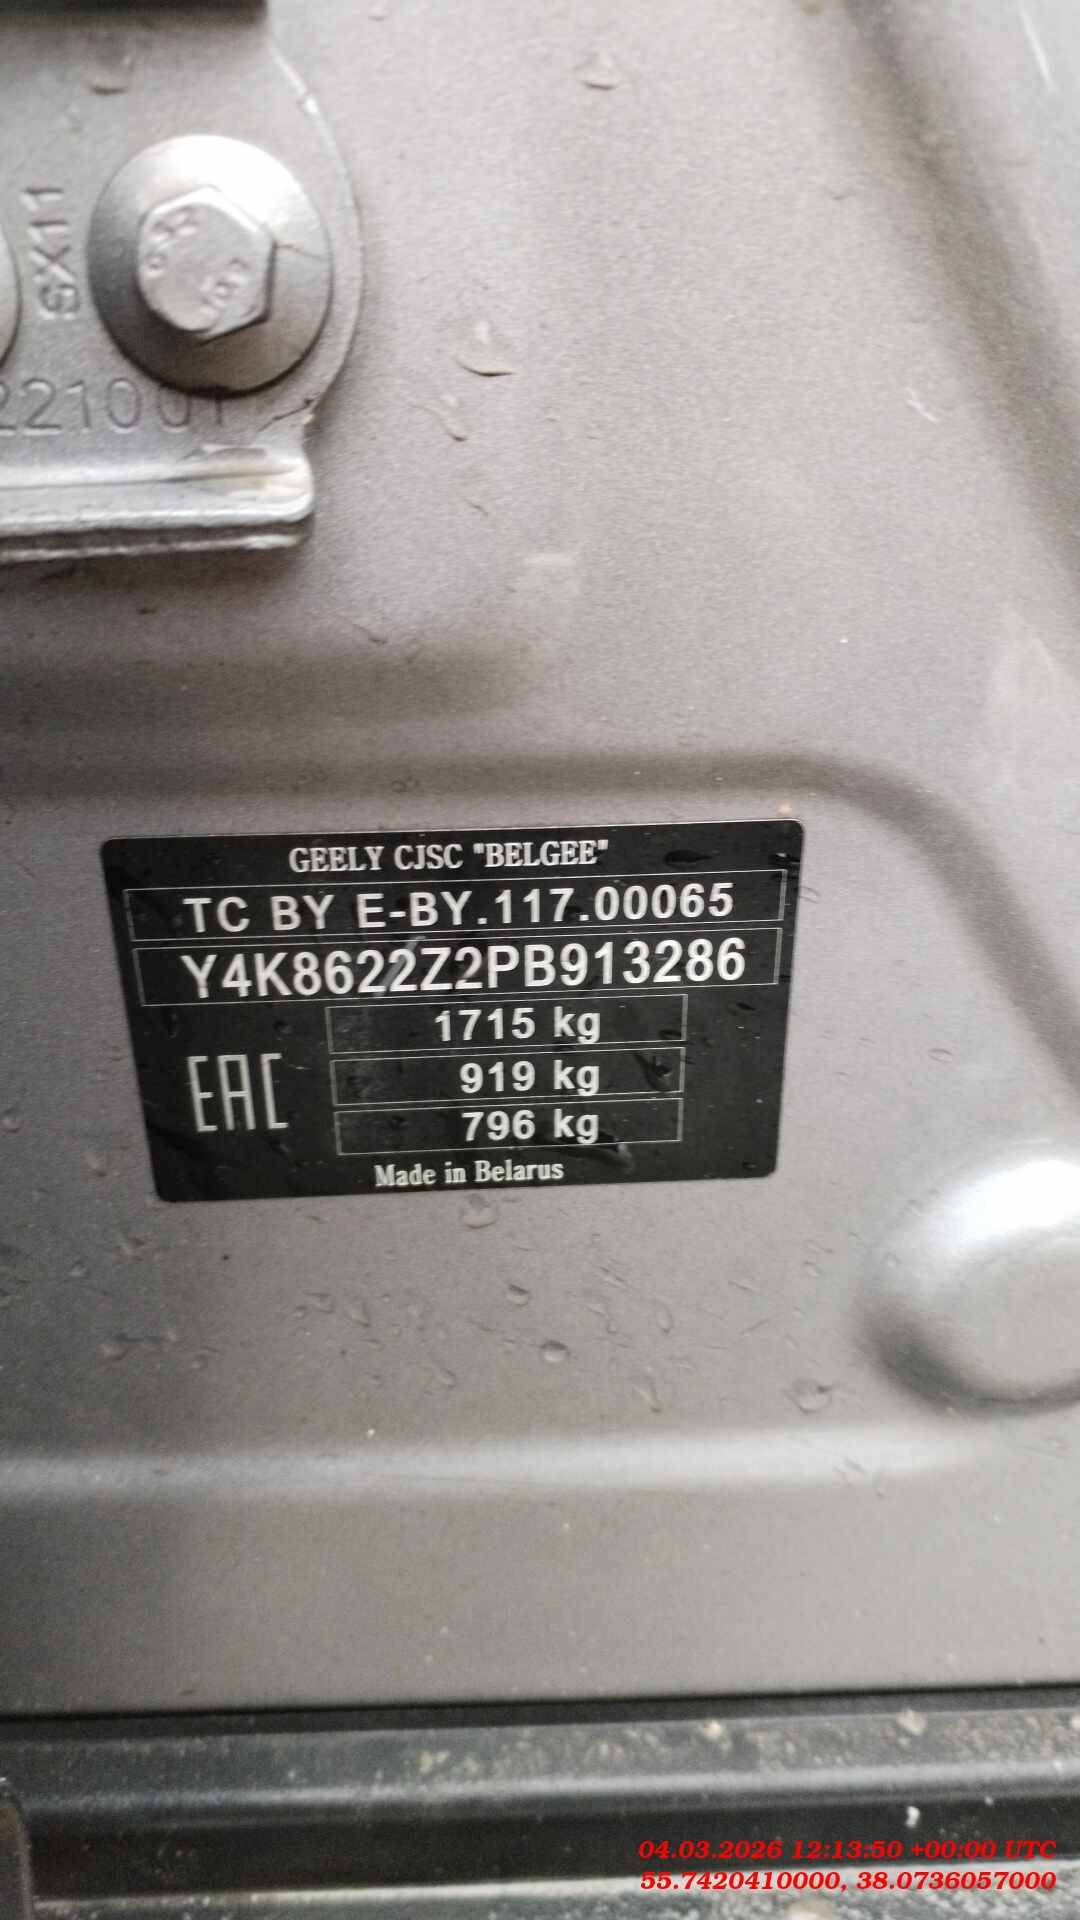 SX11
221001
GEELY CJSC "BELGEE"
TC BY E-BY.117.00065
Y4K8622Z2PB913286
1715 kg
919 kg
796 kg
EAC
Made in Belarus
04.03.2026 12:13:50 +00:00 UTC
55.7420410000, 38.0736057000